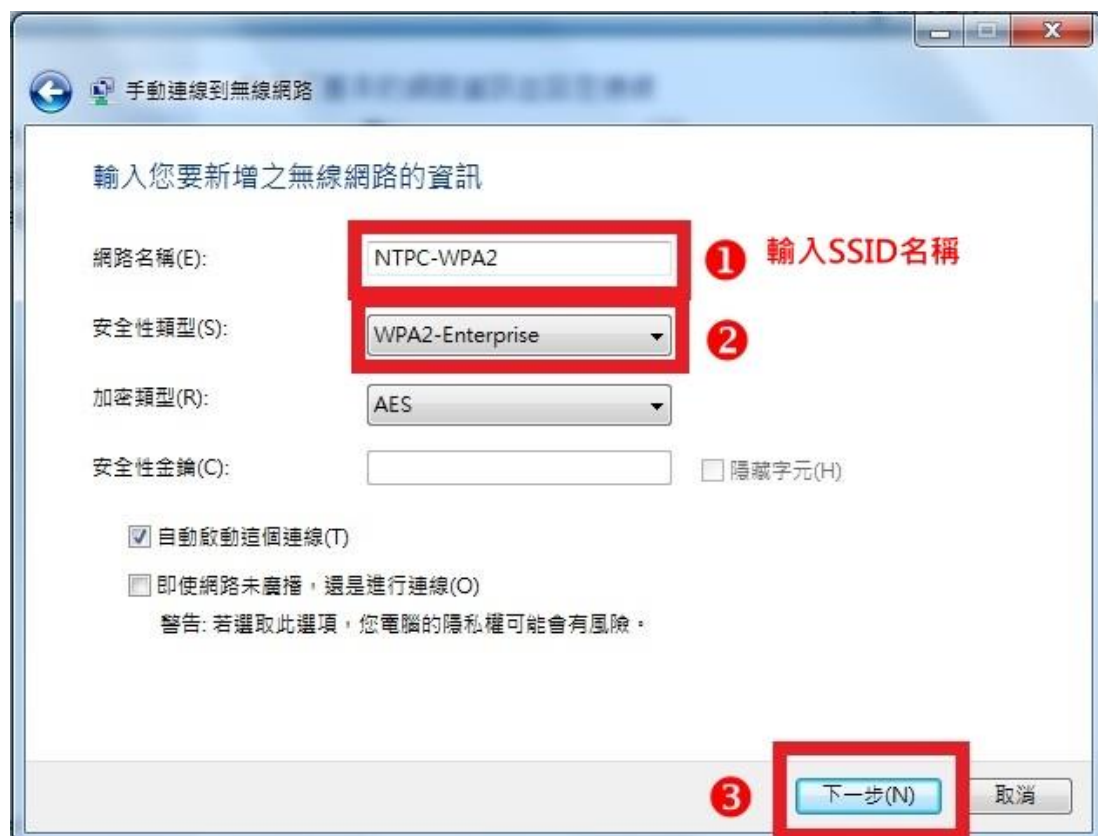 手動連線到無線網路
輸入您要新增之無線網路的資訊
網路名稱(E): NTPC-WPA2 1 輸入SSID名稱
安全性類型(S): WPA2-Enterprise 2
加密類型(R): AES
安全性金鑰(C): 隱藏字元(H)
自動啟動這個連線(T)
即使網路未廣播，還是進行連線(O)
警告: 若選取此選項，您電腦的隱私權可能會有風險。
3 下一步(N) 取消